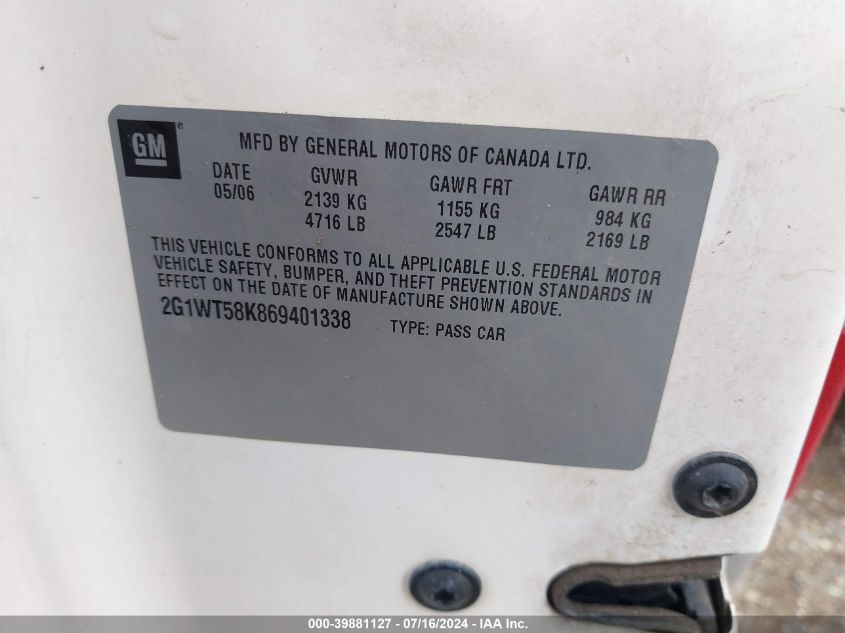 GM ®
MFD BY GENERAL MOTORS OF CANADA LTD.
DATE GVWR GAWR FRT GAWR RR
05/06 2139 KG 1155 KG 984 KG
4716 LB 2547 LB 2169 LB
THIS VEHICLE CONFORMS TO ALL APPLICABLE U.S. FEDERAL MOTOR
VEHICLE SAFETY, BUMPER, AND THEFT PREVENTION STANDARDS IN
EFFECT ON THE DATE OF MANUFACTURE SHOWN ABOVE.
2G1WT58K869401338 TYPE: PASS CAR
000-39881127 - 07/16/2024 - IAA Inc.